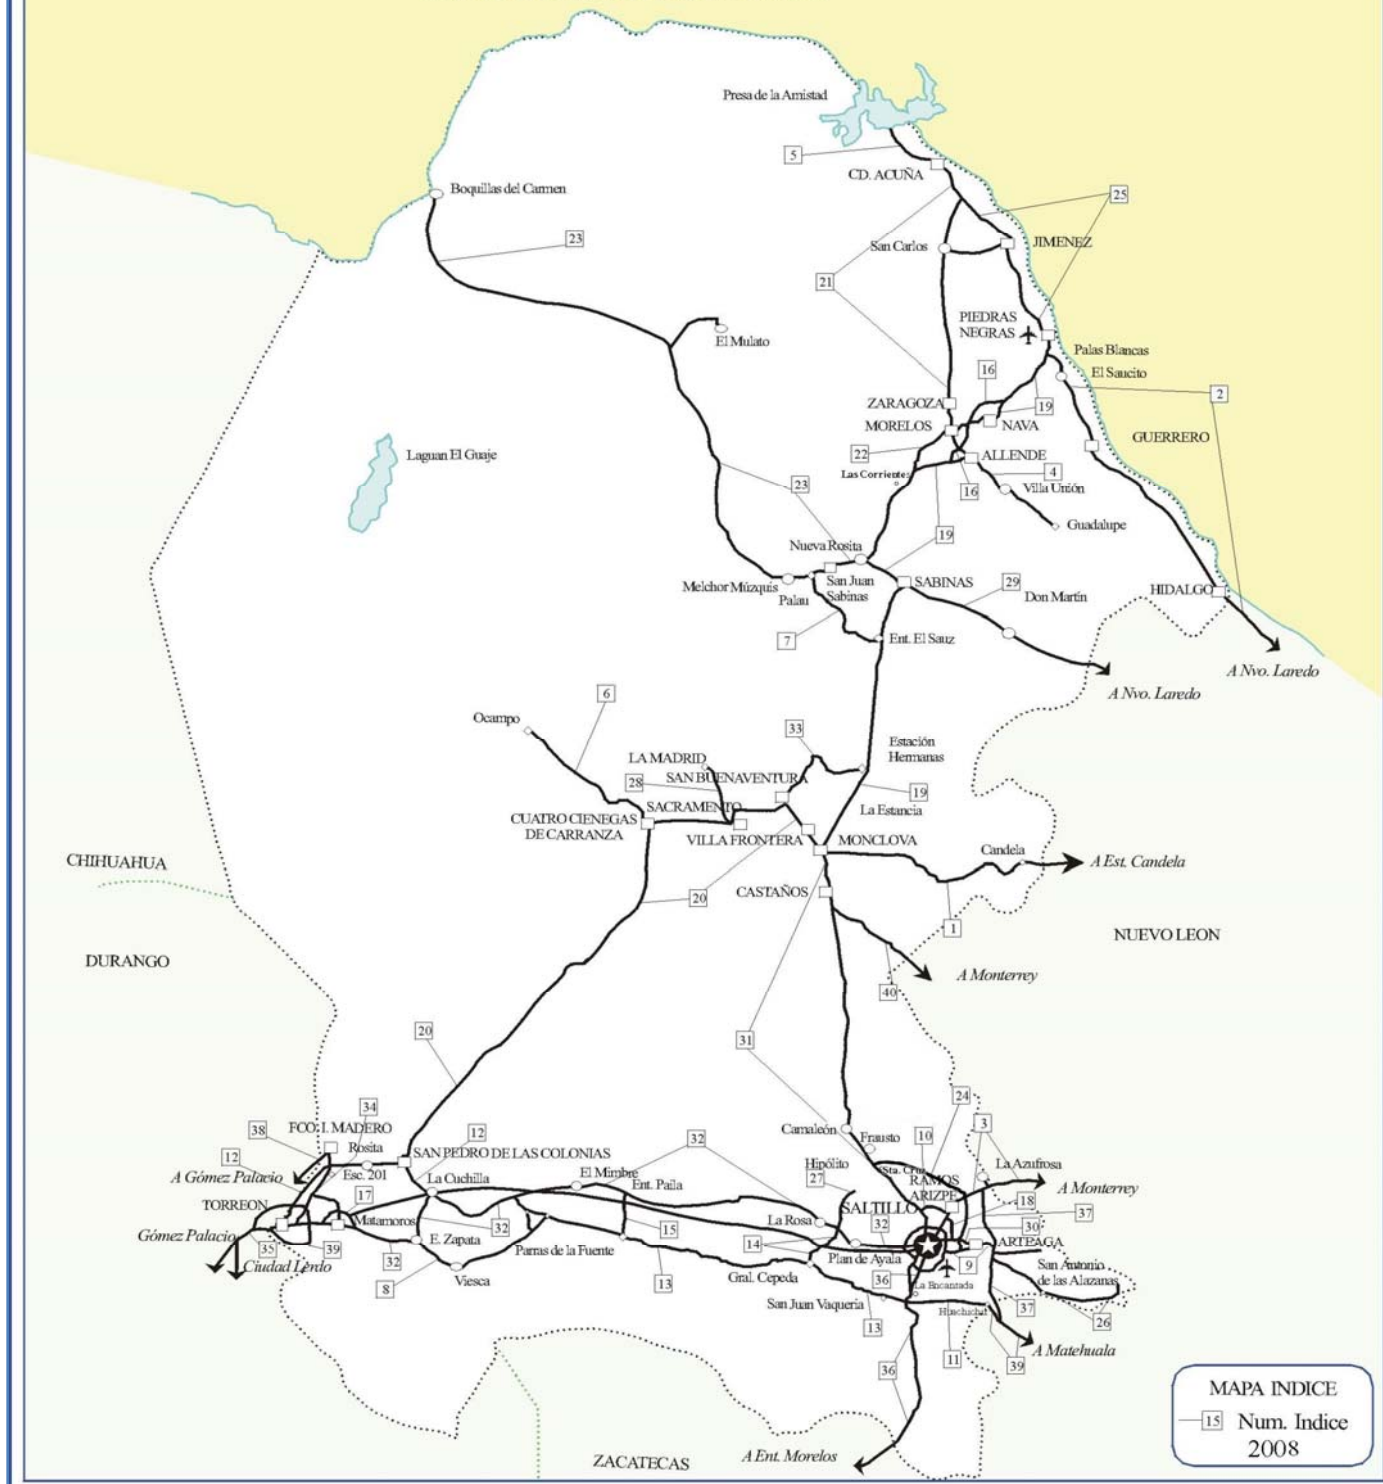 Presa de la Amistad
5
CD. ACUÑA
Boquillas del Carmen
25
23
San Carlos
JIMENEZ
21
PIEDRAS
NEGRAS
El Mulato
Palas Blancas
El Saucito
16
2
ZARAGOZA
19
MORELOS
NAVA
GUERRERO
22
ALLENDE
Laguan El Guaje
Las Corrientes
4
23
16
Villa Unión
Guadalupe
19
Nueva Rosita
Melchor Múzquis
Palau
San Juan
Sabinas
SABINAS
29
Don Martín
HIDALGO
7
Ent. El Sauz
A Nvo. Laredo
A Nvo. Laredo
6
Ocampo
33
Estación
Hermanas
LA MADRID
28
SAN BUENAVENTURA
19
SACRAMENTO
La Estancia
CUATRO CIENEGAS
DE CARRANZA
VILLA FRONTERA
MONCLOVA
Candela
A Est. Candela
CHIHUAHUA
20
CASTAÑOS
1
NUEVO LEON
DURANGO
A Monterrey
40
20
31
24
34
38
FCO. I. MADERO
12
32
Camaleón
Frausto
10
3
12
Rosita
SAN PEDRO DE LAS COLONIAS
Esc. 201
A Gómez Palacio
La Cuchilla
El Mimbre
Ent. Paila
Hipólito
27
Sta. Cruz
RAMOS
ARIZPE
La Azufrosa
A Monterrey
17
TORREON
18
Matamoros
32
La Rosa
SALTILLO
32
37
Gómez Palacio
35
39
32
E. Zapata
Parras de la Fuente
15
14
Plan de Ayala
30
ARTEAGA
Ciudad Lerdo
8
Viesca
13
Gral. Cepeda
36
La Encantada
9
San Antonio
de las Alazanas
San Juan Vaqueria
Huachichil
37
26
13
11
39
A Matehuala
36
MAPA INDICE
15 Num. Indice
2008
ZACATECAS
A Ent. Morelos